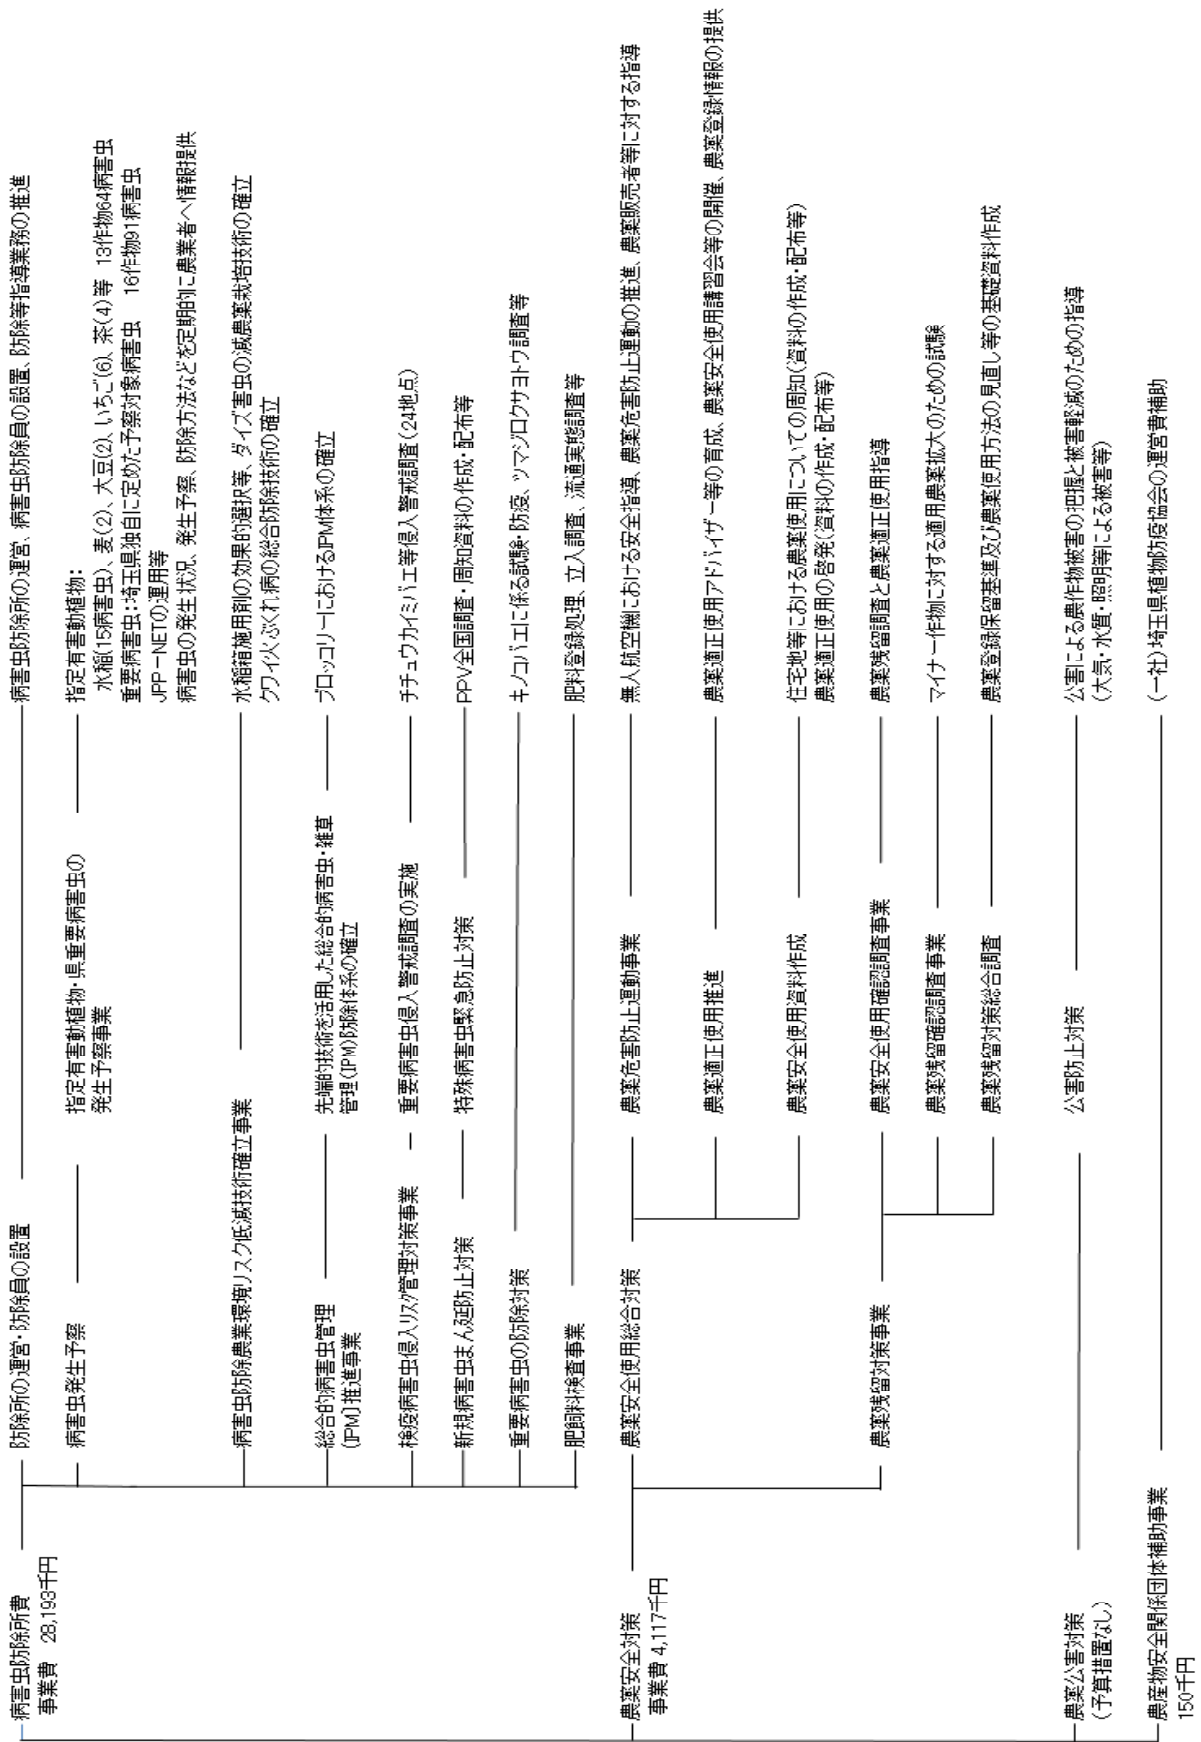 病害虫防除所費
事業費　28,193千円
防除所の運営・防除員の設置
病害虫防除所の運営、病害虫防除員の設置、防除等指導業務の推進
病害虫発生予察
指定有害動植物・県重要病害虫の
発生予察事業
指定有害動植物：
水稲(15病害虫)、麦(2)、大豆(2)、いちご(6)、茶(4)等　13作物64病害虫
重要病害虫：埼玉県独自に定めた予察対象病害虫　16作物91病害虫
JPP－NETの運用等
病害虫の発生状況、発生予察、防除方法などを定期的に農業者へ情報提供
病害虫防除農業環境リスク低減技術確立事業
水稲箱施用剤の効果的選択等、ダイズ害虫の減農薬栽培技術の確立
クワイ火ぶくれ病の総合防除技術の確立
総合的病害虫管理
(IPM)推進事業
先端的技術を活用した総合的病害虫・雑草
管理(IPM)防除体系の確立
ブロッコリーにおけるIPM体系の確立
検疫病害虫侵入リスク管理対策事業
重要病害虫侵入警戒調査の実施
チチュウカイミバエ等侵入警戒調査(24地点)
新規病害虫まん延防止対策
特殊病害虫緊急防止対策
PPV全国調査・周知資料の作成・配布等
重要病害虫の防除対策
キノコバエに係る試験・防疫、ツマジロクサヨトウ調査等
肥飼料検査事業
肥料登録処理、立入調査、流通実態調査等
農薬安全対策
事業費 4,117千円
農薬安全使用総合対策
農薬危害防止運動事業
無人航空機における安全指導、農薬危害防止運動の推進、農薬販売者等に対する指導
農薬適正使用推進
農薬適正使用アドバイザー等の育成、農薬安全使用講習会等の開催、農薬登録情報の提供
農薬安全使用資料作成
住宅地等における農薬使用についての周知(資料の作成・配布等)
農薬適正使用の啓発(資料の作成・配布等)
農薬残留対策事業
農薬安全使用確認調査事業
農薬残留調査と農薬適正使用指導
農薬残留確認調査事業
マイナー作物に対する適用農薬拡大のための試験
農薬残留対策総合調査
農薬登録保留基準及び農薬使用方法の見直し等の基礎資料作成
農薬公害対策
(予算措置なし)
公害防止対策
公害による農作物被害の把握と被害軽減のための指導
(大気・水質・照明等による被害等)
農産物安全関係団体補助事業
150千円
(一社)埼玉県植物防疫協会の運営費補助